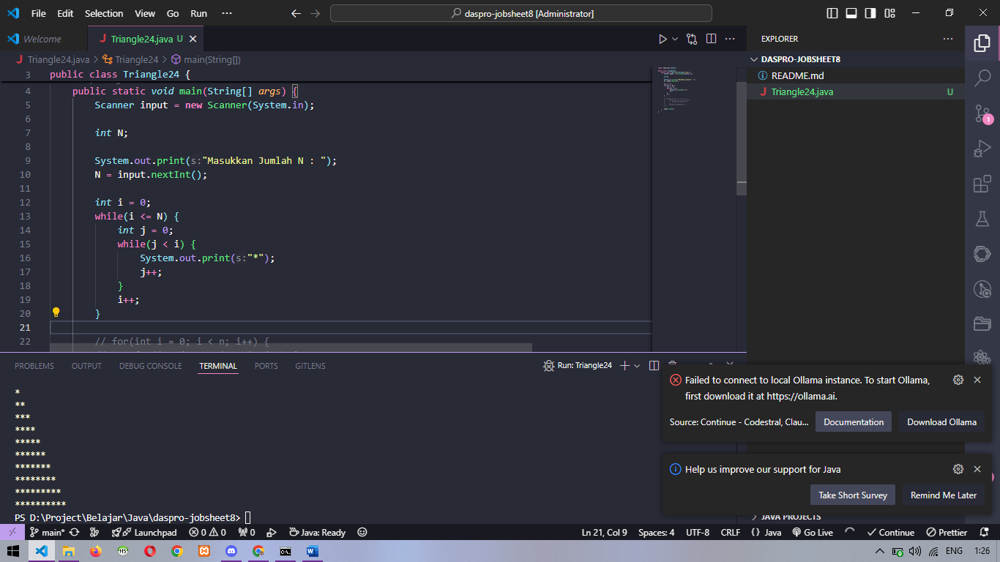 File Edit Selection View Go Run ··· daspro-jobsheet8 [Administrator]
Welcome
J Triangle24.java U
J Triangle24.java > Triangle24 > main(String[])
3 public class Triangle24 {
4 public static void main(String[] args) {
5 Scanner input = new Scanner(System.in);
6
7 int N;
8
9 System.out.print(s:"Masukkan Jumlah N : ");
10 N = input.nextInt();
11
12 int i = 0;
13 while(i <= N) {
14 int j = 0;
15 while(j < i) {
16 System.out.print(s:"*");
17 j++;
18 }
19 i++;
20 }
21
22 // for(int i = 0; i < n; i++) {
EXPLORER
DASPRO-JOBSHEET8
README.md
J Triangle24.java U
1
PROBLEMS OUTPUT DEBUG CONSOLE TERMINAL PORTS GITLENS
Run: Triangle24
*
**
***
****
*****
******
*******
********
*********
**********
PS D:\Project\Belajar\Java\daspro-jobsheet8>
Failed to connect to local Ollama instance. To start Ollama,
first download it at https://ollama.ai.
Source: Continue - Codestral, Clau... Documentation Download Ollama
Help us improve our support for Java
Take Short Survey Remind Me Later
JAVA PROJECTS
main* Launchpad 0 0 0 Java: Ready Ln 21, Col 9 Spaces: 4 UTF-8 CRLF {} Java Go Live Continue Prettier
ENG 1:26